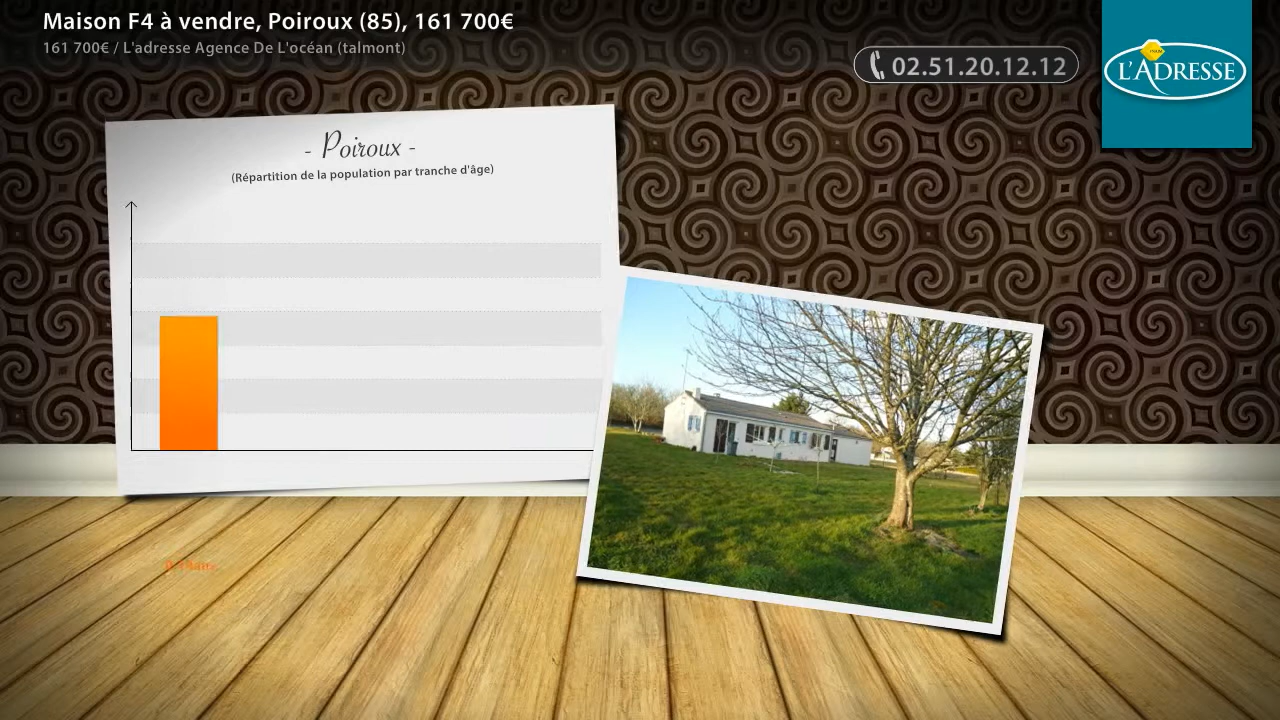 Maison F4 à vendre, Poiroux (85), 161 700€
161 700€ / L'adresse Agence De L'océan (talmont)
02.51.20.12.12
L'ADRESSE
- Poiroux -
(Répartition de la population par tranche d'âge)